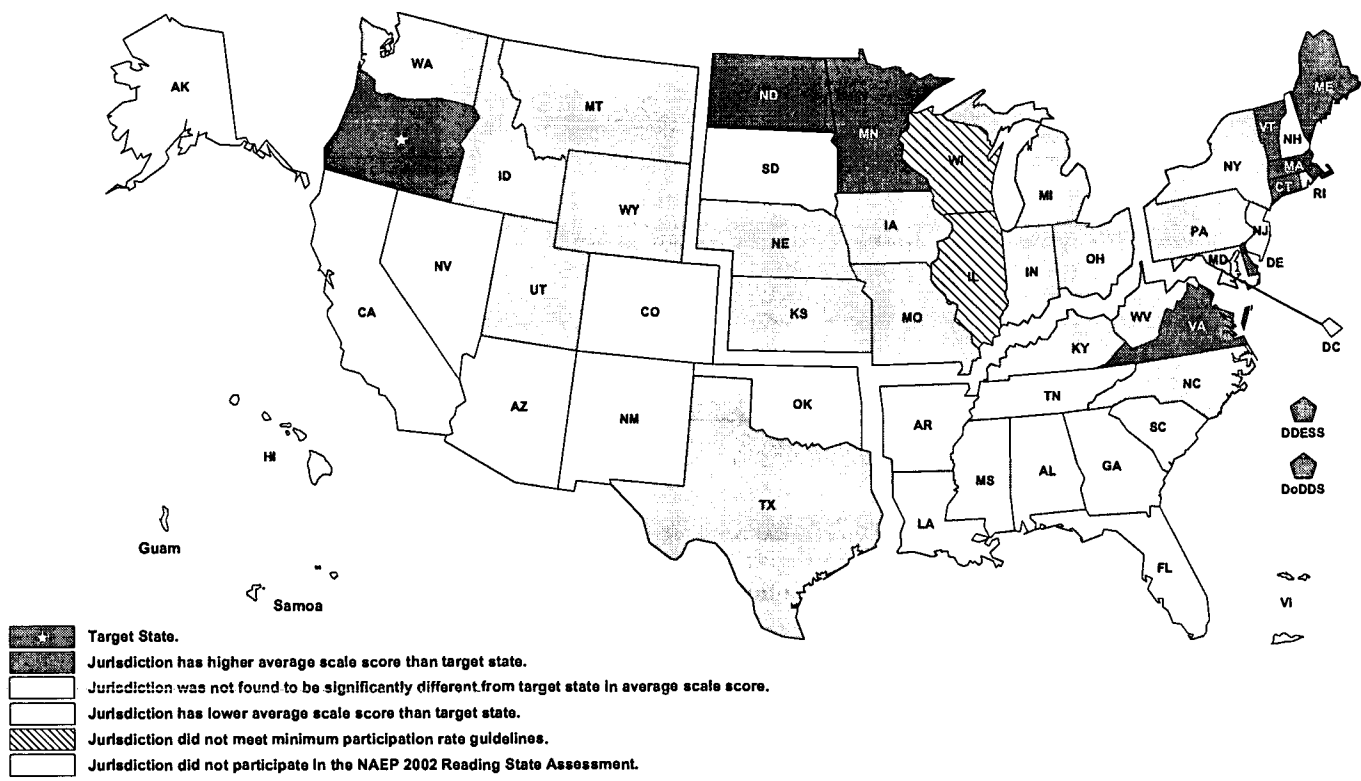 AK
WA
MT
ND
MN
ME
VT
NH
WI
MA
NY
SD
ID
CT
RI
MI
WY
IA
PA
NJ
NE
OH
MD
DE
IN
NV
IL
UT
CO
CA
KS
MO
WV
VA
DC
KY
NC
TN
AZ
NM
OK
AR
SC
DDESS
HI
MS
AL
GA
DoDDS
TX
LA
Guam
FL
Samoa
VI
Target State.
Jurisdiction has higher average scale score than target state.
Jurisdiction was not found to be significantly different from target state in average scale score.
Jurisdiction has lower average scale score than target state.
Jurisdiction did not meet minimum participation rate guidelines.
Jurisdiction did not participate in the NAEP 2002 Reading State Assessment.